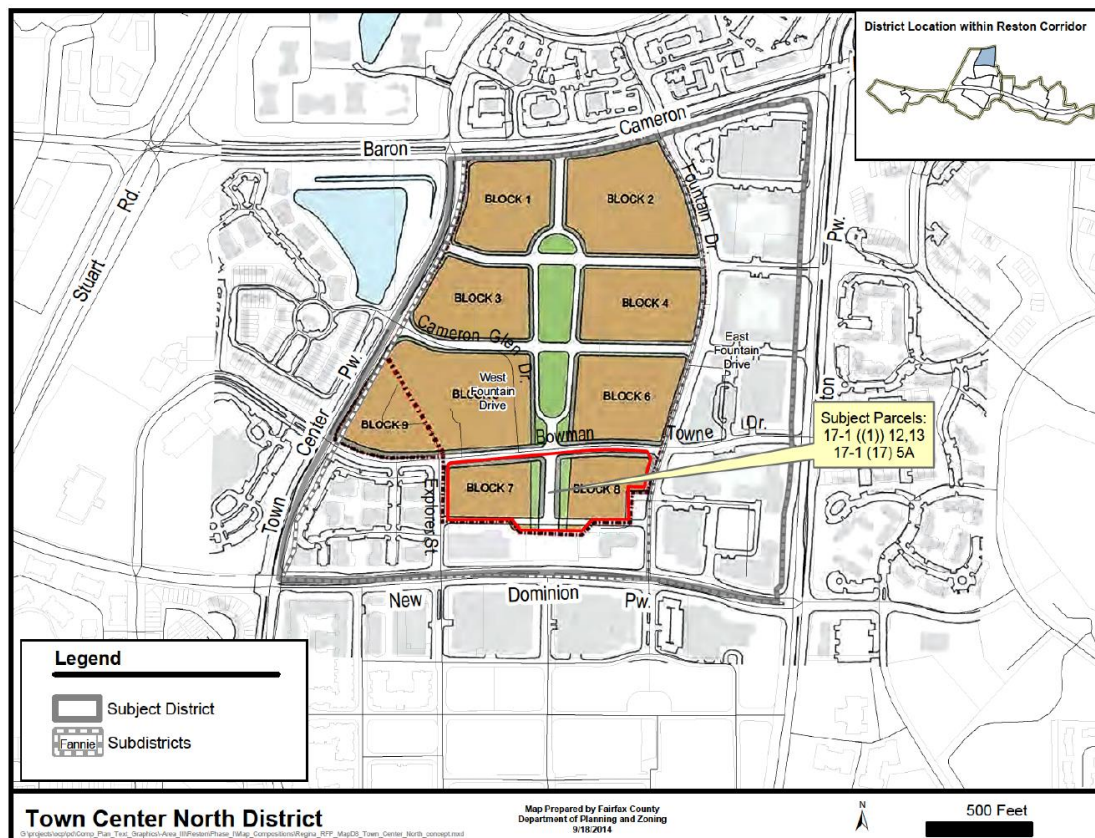 District Location within Reston Corridor
Cameron
Baron
Stuart Rd.
Fountain Dr.
Pw.
BLOCK 1
BLOCK 2
BLOCK 3
BLOCK 4
Cameron Glen Dr.
East
Fountain
Drive
West
Fountain
Drive
BLOCK 6
BLOCK 9
Town Center Pw.
Bowman Towne Dr.
Subject Parcels:
17-1 ((1)) 12,13
17-1 (17) 5A
BLOCK 7
BLOCK 8
Explorer St.
New Dominion Pw.
Legend
Subject District
Fannie
Subdistricts
Town Center North District
Map Prepared by Fairfax County
Department of Planning and Zoning
9/18/2014
N
500 Feet